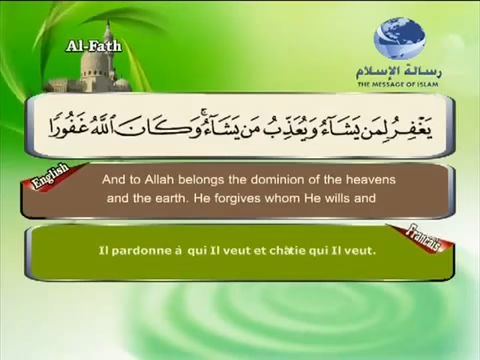 Al-Fath
رسالة الإسلام
THE MESSAGE OF ISLAM
يَغْفِرُ لِمَن يَشَآءُ وَيُعَذِّبُ مَن يَشَآءُ ۚ وَكَانَ ٱللَّهُ غَفُورًا
English
And to Allah belongs the dominion of the heavens
and the earth. He forgives whom He wills and
Francais
Il pardonne à qui Il veut et châtie qui Il veut.